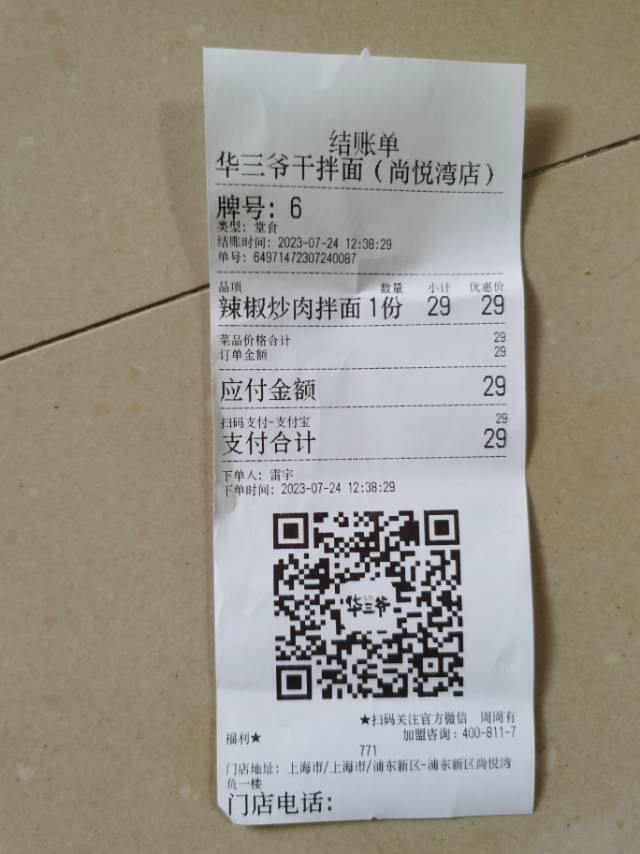 结账单
华三爷干拌面（尚悦湾店）
牌号: 6
类型: 堂食
结账时间: 2023-07-24 12:38:29
单号: 64971472307240087
品项 数量 小计 优惠价
辣椒炒肉拌面 1份 29 29
菜品价格合计 29
订单金额 29
应付金额 29
扫码支付-支付宝 29
支付合计 29
下单人: 雷宇
下单时间: 2023-07-24 12:38:29
华三爷
★扫码关注官方微信 周周有
福利★ 加盟咨询：400-811-7
771
门店地址: 上海市/上海市/浦东新区-浦东新区尚悦湾
负一楼
门店电话: